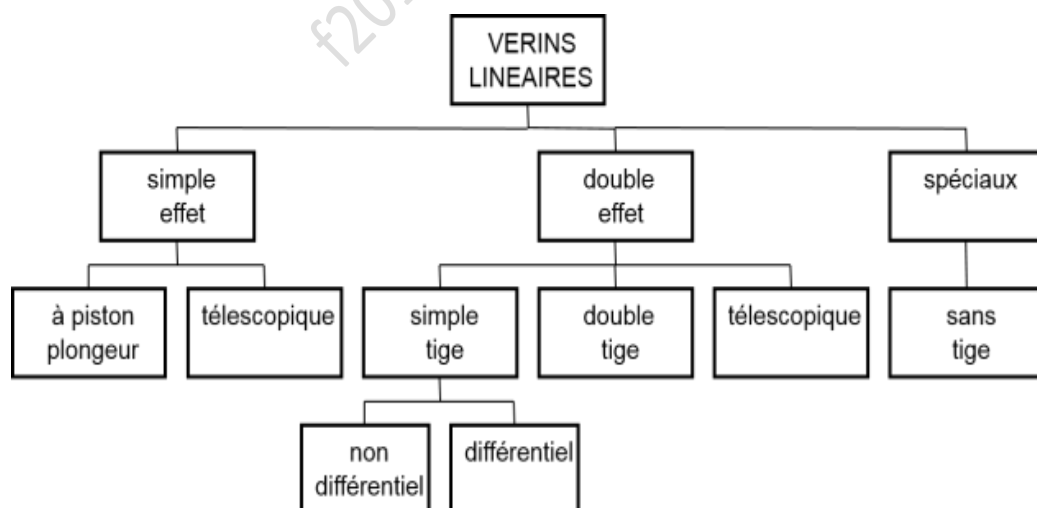 VERINS
LINEAIRES
simple
effet
double
effet
spéciaux
à piston
plongeur
télescopique
simple
tige
double
tige
télescopique
sans
tige
non
différentiel
différentiel